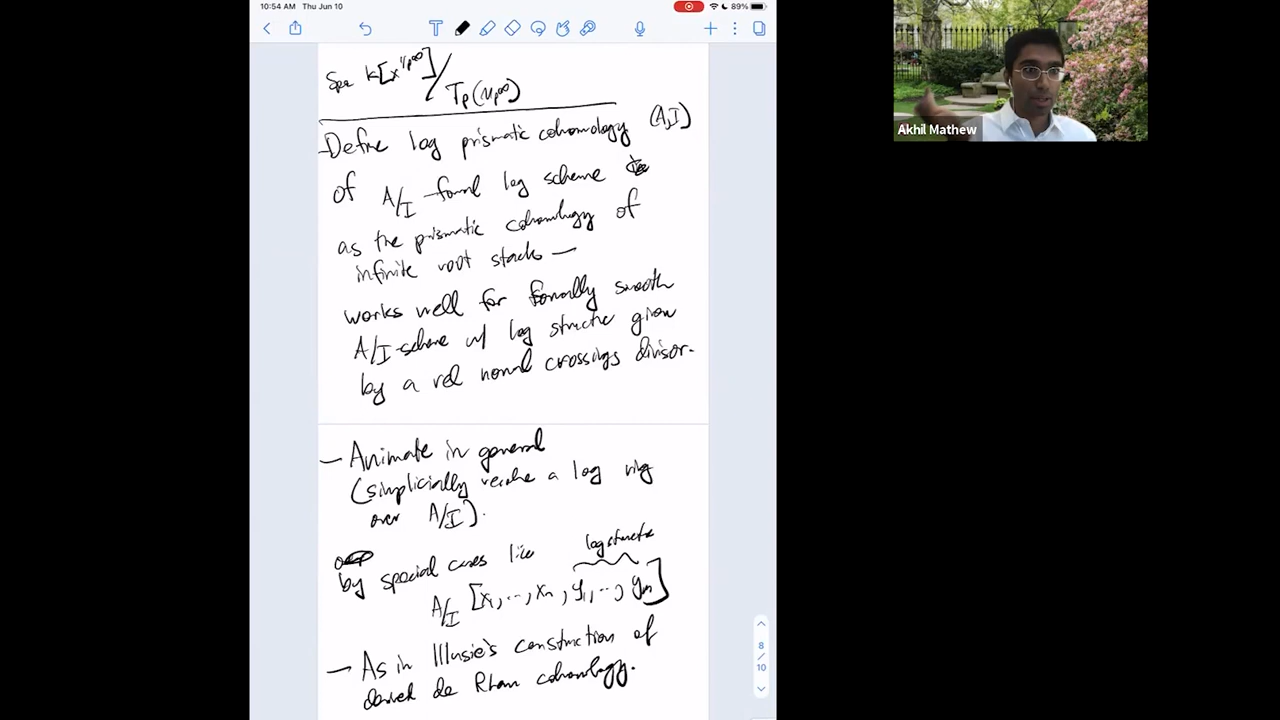 10:54 AM Thu Jun 10
89%
Spec k[x^{1/p^∞}] / T_p(μ_{p^∞})
- Define log prismatic cohomology (A,I)
of A/I -formal log scheme
as the prismatic cohomology of
infinite root stack —
works well for formally smooth
A/I-scheme w/ log structure given
by a rel normal crossings divisor.
— Animate in general
(simplicially resolve a log ring
over A/I).
log structure
by special cases like
A/I [x_1, ..., x_n, y_1, ..., y_m]
— As in Illusie's construction of
derived de Rham cohomology.
8
/
10
Akhil Mathew